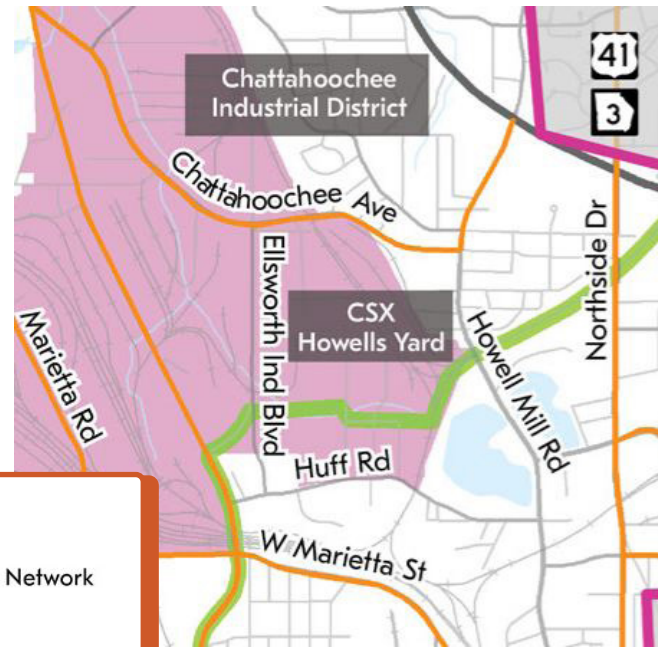 41
3
Chattahoochee
Industrial District
Chattahoochee Ave
Ellsworth Ind Blvd
CSX
Howells Yard
Northside Dr
Howell Mill Rd
Marietta Rd
Huff Rd
W Marietta St
Network